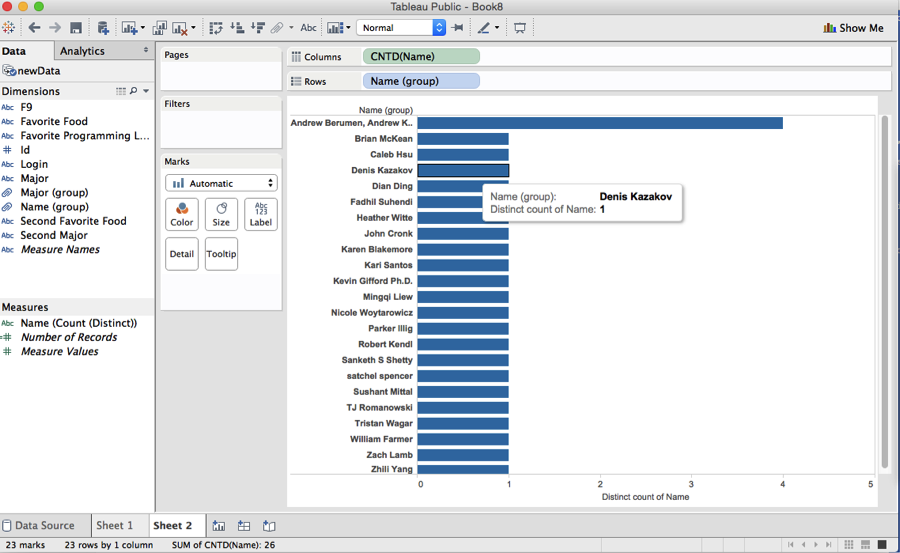 Tableau Public - Book8
Abc
Normal
Show Me
Data
Analytics
newData
Dimensions
Abc F9
Abc Favorite Food
Abc Favorite Programming L...
# Id
Abc Login
Abc Major
Major (group)
Name (group)
Abc Second Favorite Food
Abc Second Major
Abc Measure Names
Measures
Abc Name (Count (Distinct))
=# Number of Records
# Measure Values
Pages
Filters
Marks
Automatic
Abc
123
Color Size Label
Detail Tooltip
Columns CNTD(Name)
Rows Name (group)
Name (group)
Andrew Berumen, Andrew K..
Brian McKean
Caleb Hsu
Denis Kazakov
Dian Ding
Fadhil Suhendi
Heather Witte
John Cronk
Karen Blakemore
Kari Santos
Kevin Gifford Ph.D.
Mingqi Liew
Nicole Woytarowicz
Parker Illig
Robert Kendl
Sanketh S Shetty
satchel spencer
Sushant Mittal
TJ Romanowski
Tristan Wagar
William Farmer
Zach Lamb
Zhili Yang
Name (group): Denis Kazakov
Distinct count of Name: 1
0 1 2 3 4 5
Distinct count of Name
Data Source Sheet 1 Sheet 2
23 marks 23 rows by 1 column SUM of CNTD(Name): 26